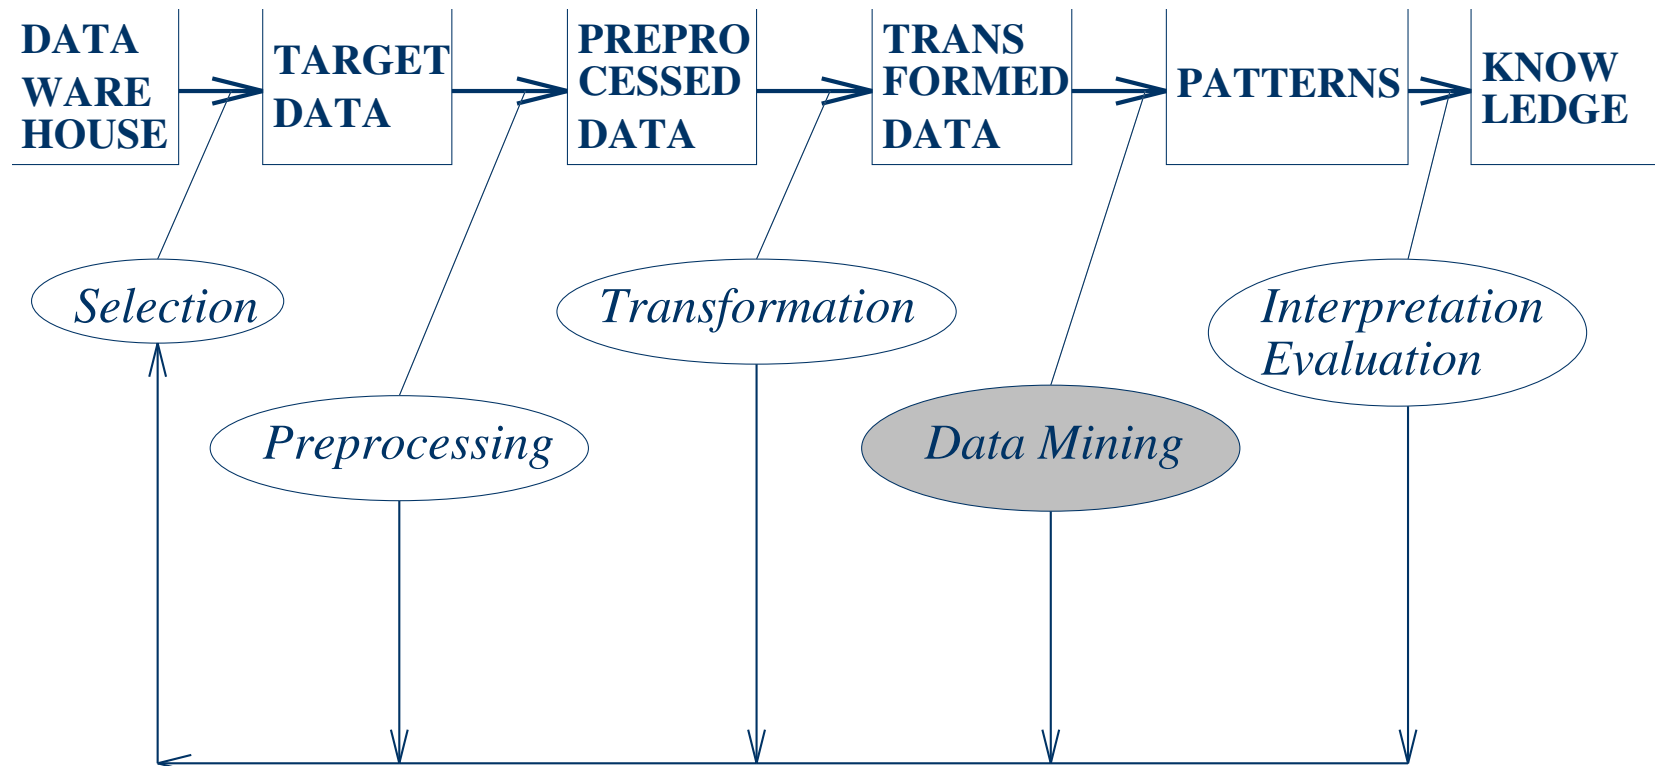 DATA
WARE
HOUSE
TARGET
DATA
PREPRO
CESSED
DATA
TRANS
FORMED
DATA
PATTERNS
KNOW
LEDGE
Selection
Transformation
Interpretation
Evaluation
Preprocessing
Data Mining